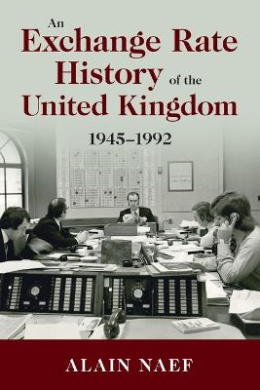 An
Exchange Rate
History of the
United Kingdom
1945–1992
ALAIN NAEF